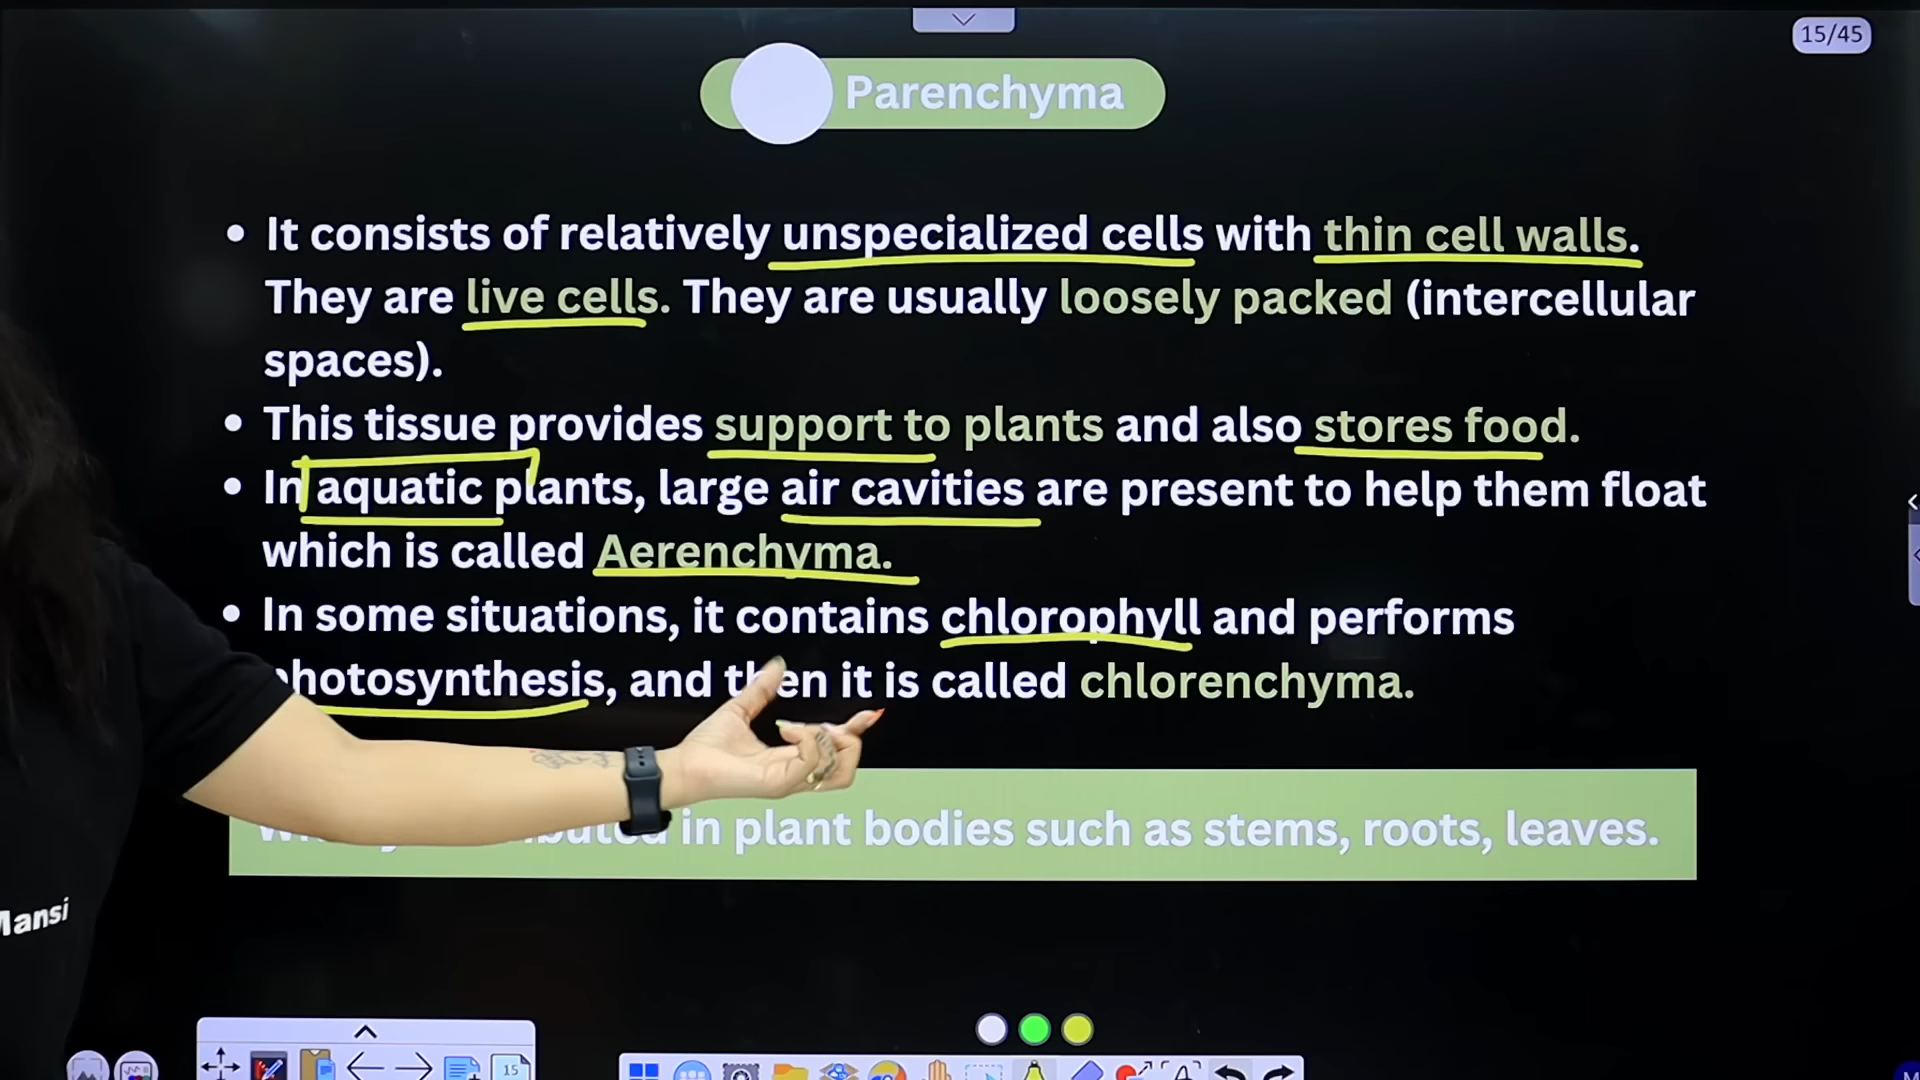 15/45
Parenchyma
• It consists of relatively unspecialized cells with thin cell walls.
They are live cells. They are usually loosely packed (intercellular
spaces).
• This tissue provides support to plants and also stores food.
• In aquatic plants, large air cavities are present to help them float
which is called Aerenchyma.
• In some situations, it contains chlorophyll and performs
photosynthesis, and then it is called chlorenchyma.
in plant bodies such as stems, roots, leaves.
Mansi
15